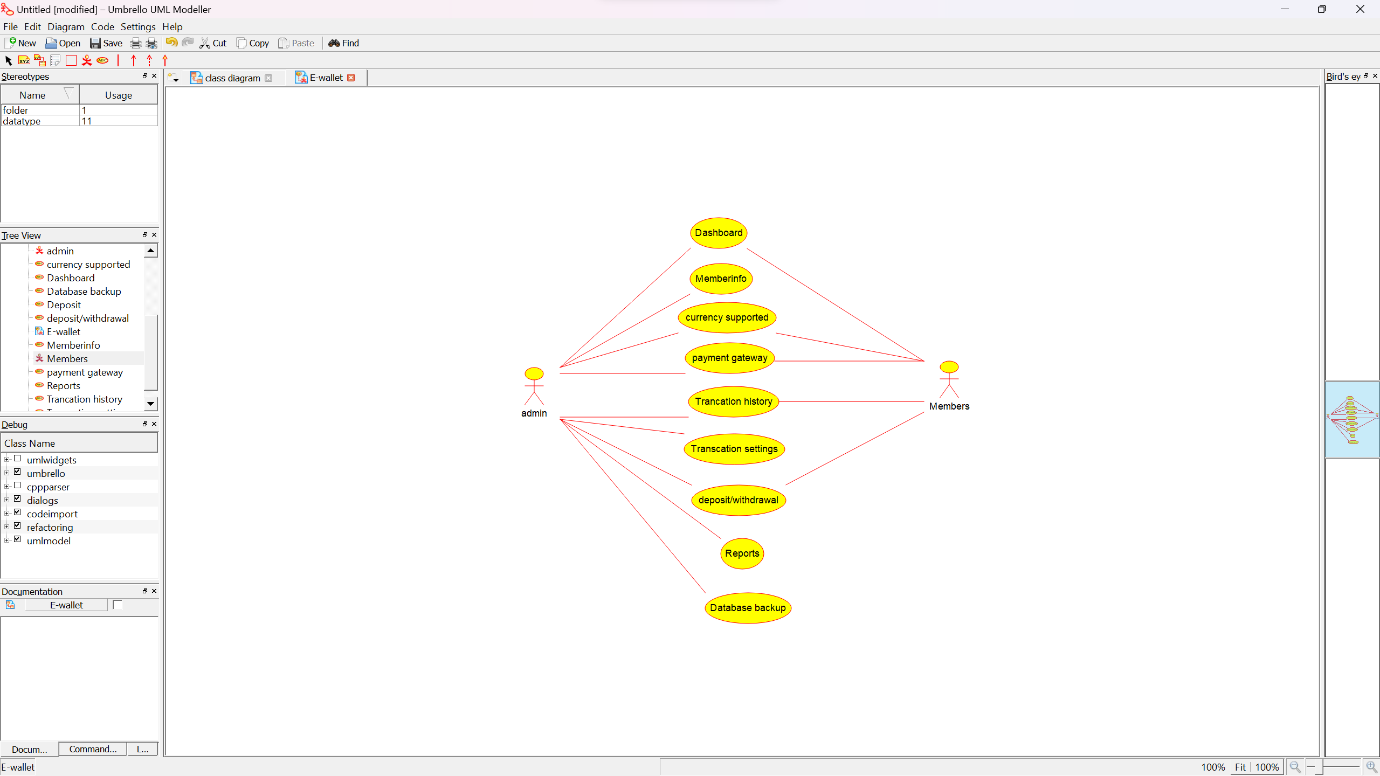 Untitled [modified] – Umbrello UML Modeller
File Edit Diagram Code Settings Help
New Open Save Cut Copy Paste Find
XYZ
Stereotypes
class diagram E-wallet
Bird's ey
Name Usage
folder 1
datatype 11
Tree View
admin
currency supported
Dashboard
Database backup
Deposit
deposit/withdrawal
E-wallet
Memberinfo
Members
payment gateway
Reports
Trancation history
Debug
Class Name
umlwidgets
umbrello
cppparser
dialogs
codeimport
refactoring
umlmodel
Documentation
E-wallet
Docum... Command... L...
Dashboard
Memberinfo
currency supported
payment gateway
Trancation history
Transcation settings
deposit/withdrawal
Reports
Database backup
admin
Members
E-wallet
100% Fit 100%